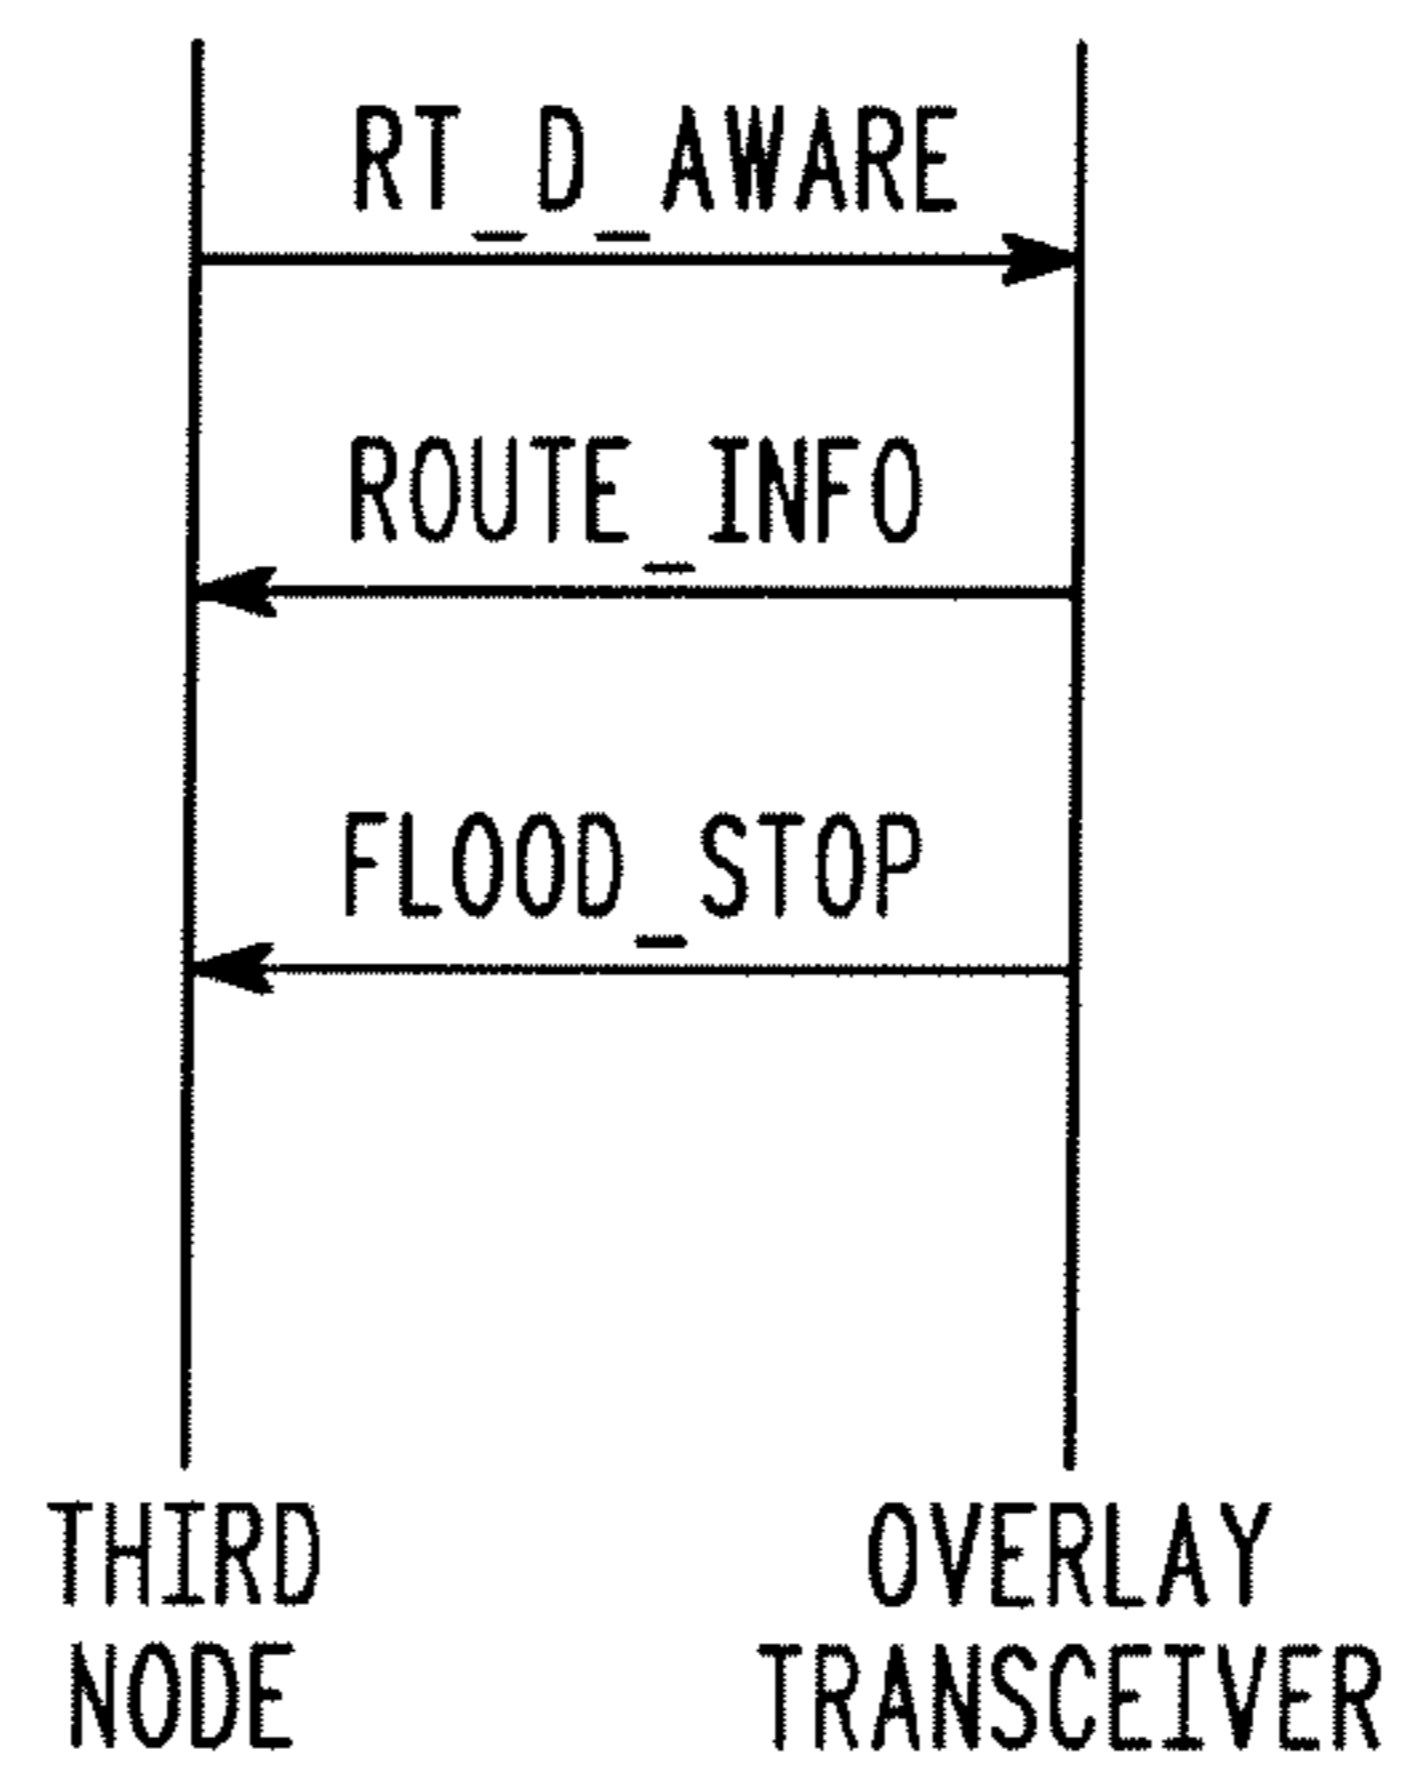 RT_D_AWARE
ROUTE_INFO
FLOOD_STOP
THIRD
NODE
OVERLAY
TRANSCEIVER